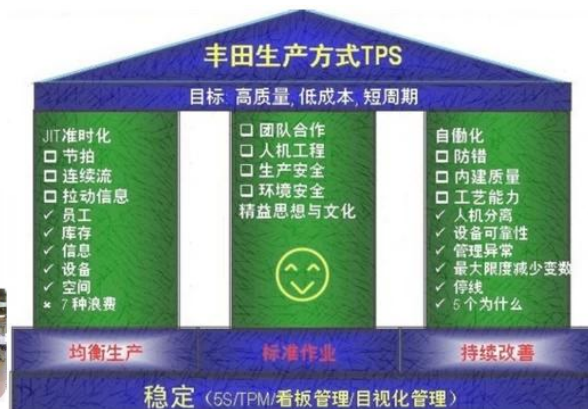 丰田生产方式TPS
目标: 高质量, 低成本, 短周期
JIT准时化
节拍
连续流
拉动信息
员工
库存
信息
设备
空间
7 种浪费
团队合作
人机工程
生产安全
环境安全
精益思想与文化
自働化
防错
内建质量
工艺能力
人机分离
设备可靠性
管理异常
最大限度减少变数
停线
5 个为什么
均衡生产
标准作业
持续改善
稳定（5S/TPM/看板管理/目视化管理）